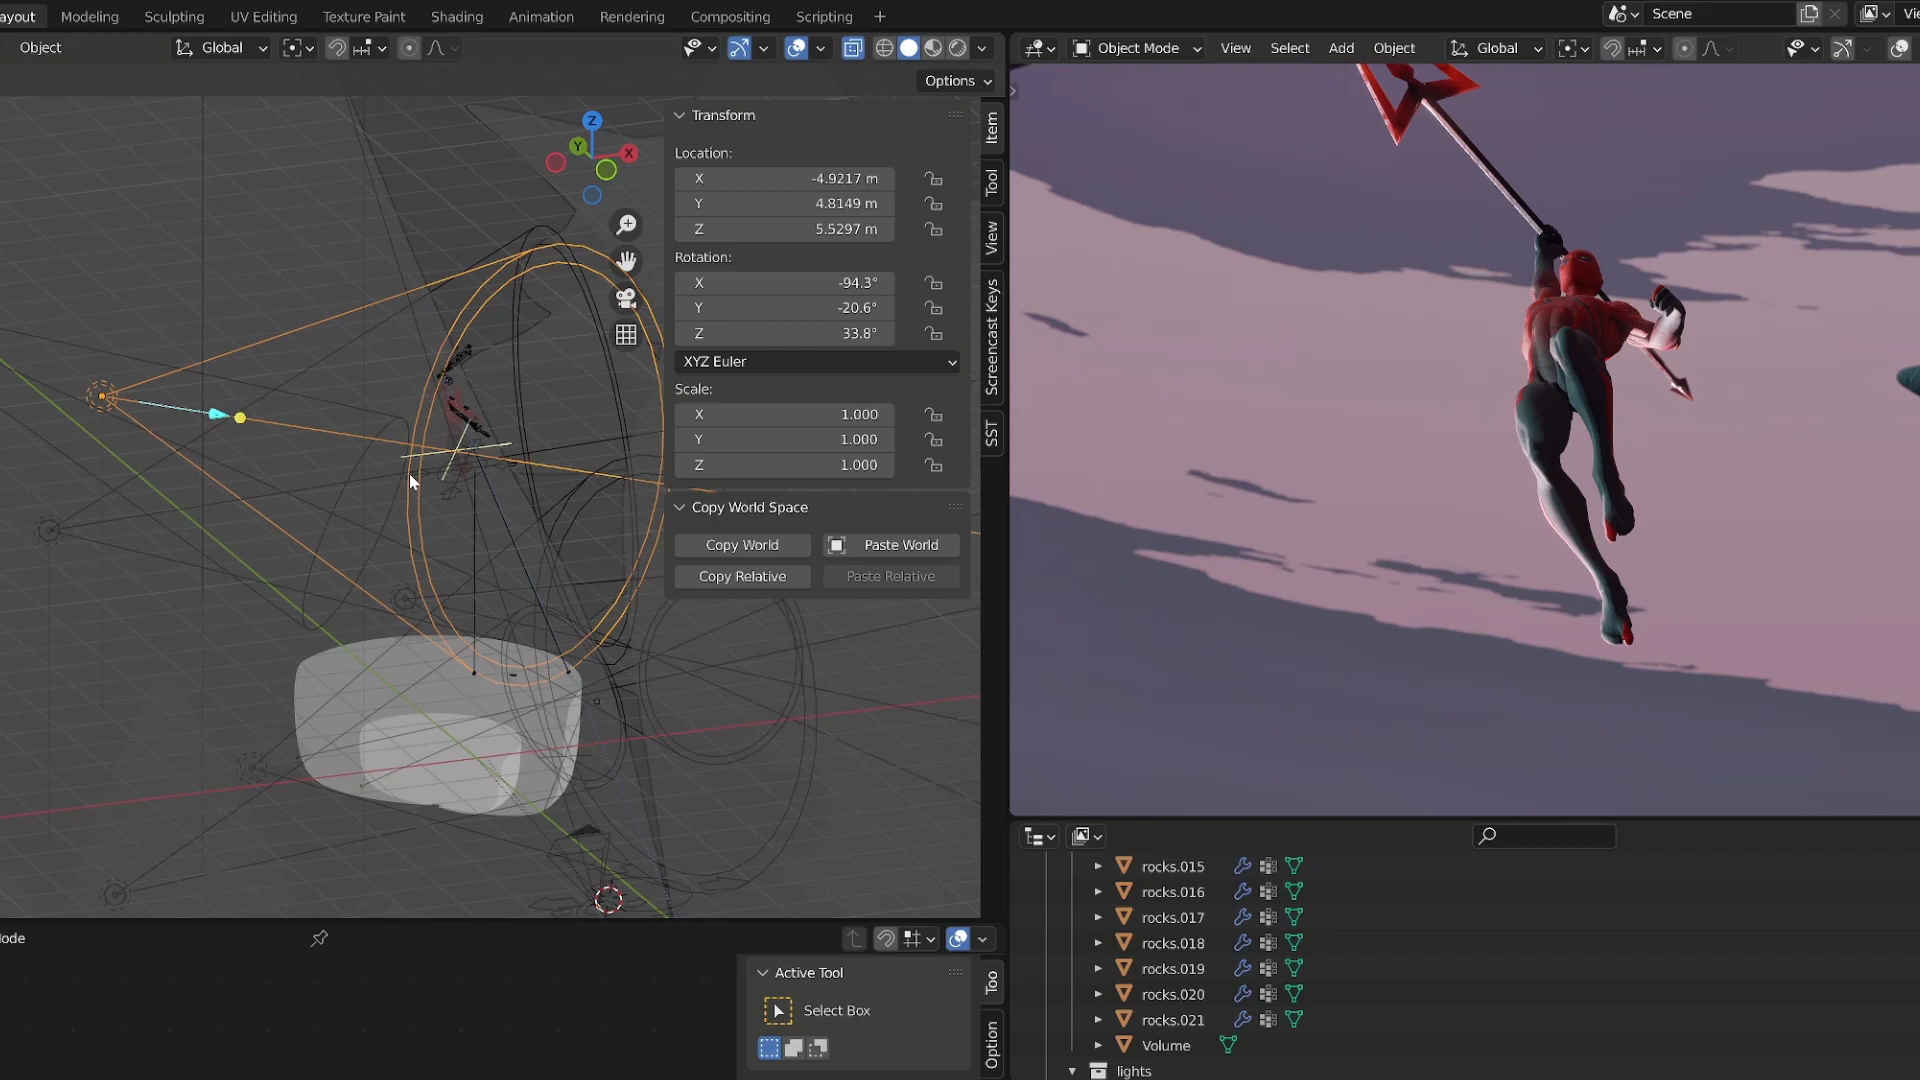 ayout Modeling Sculpting UV Editing Texture Paint Shading Animation Rendering Compositing Scripting +
Scene
Vie
Object
Global
Object Mode View Select Add Object Global
Options
Transform
Location:
X -4.9217 m
Y 4.8149 m
Z 5.5297 m
Rotation:
X -94.3°
Y -20.6°
Z 33.8°
XYZ Euler
Scale:
X 1.000
Y 1.000
Z 1.000
Copy World Space
Copy World Paste World
Copy Relative Paste Relative
Z
Y
X
Item
Tool
View
Screencast Keys
SST
rocks.015
rocks.016
rocks.017
rocks.018
rocks.019
rocks.020
rocks.021
Volume
lights
lode
Active Tool
Select Box
Too
Option